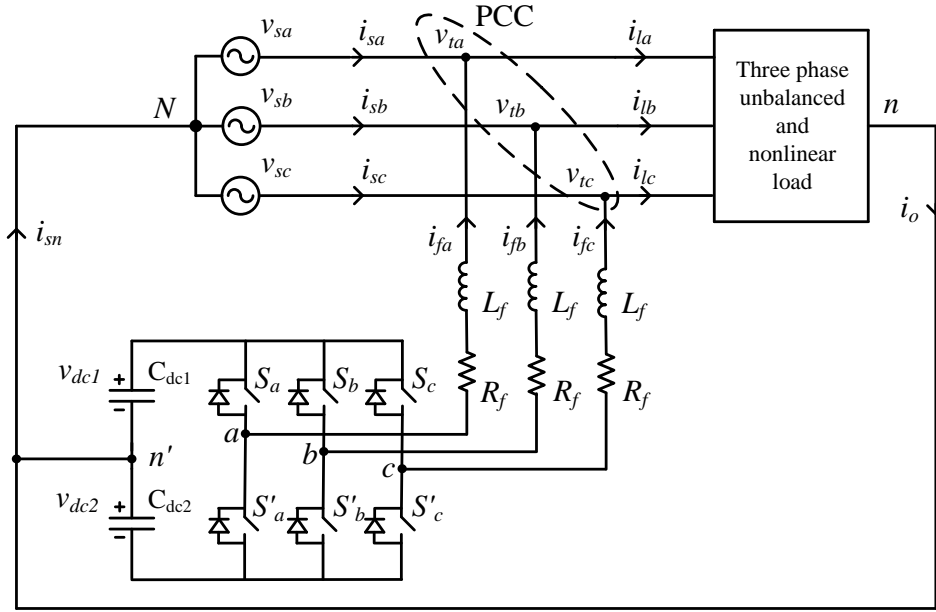 PCC
v_sa i_sa v_ta i_la
N v_sb i_sb v_tb i_lb
v_sc i_sc v_tc i_lc
Three phase
unbalanced
and
nonlinear
load
n
i_o
i_sn
i_fa i_fb i_fc
L_f L_f L_f
R_f R_f R_f
v_dc1 + - C_dc1
S_a S_b S_c
a b c
n'
v_dc2 + - C_dc2
S'_a S'_b S'_c